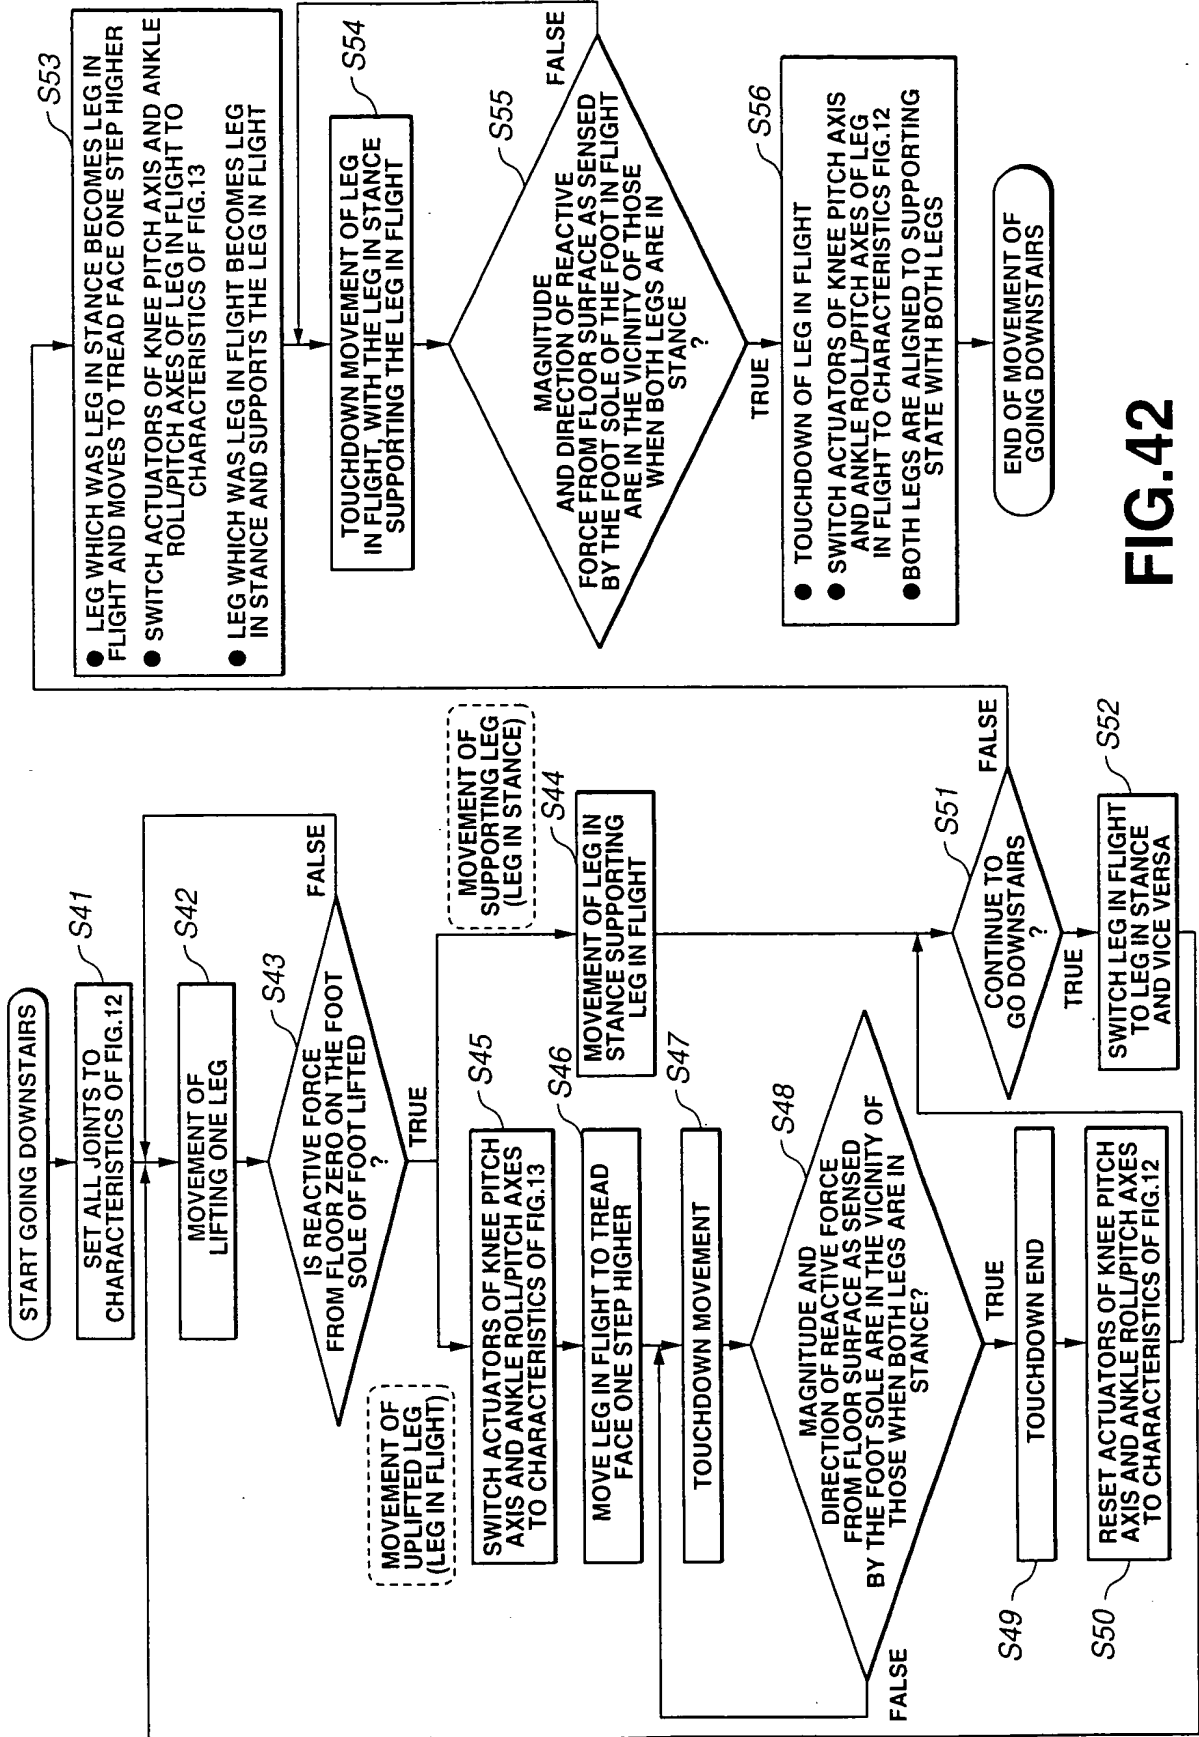 START GOING DOWNSTAIRS
SET ALL JOINTS TO
CHARACTERISTICS OF FIG.12
S41
MOVEMENT OF
LIFTING ONE LEG
S42
IS REACTIVE FORCE
FROM FLOOR ZERO ON THE FOOT
SOLE OF FOOT LIFTED
?
S43
FALSE
TRUE
MOVEMENT OF
UPLIFTED LEG
(LEG IN FLIGHT)
MOVEMENT OF
SUPPORTING LEG
(LEG IN STANCE)
SWITCH ACTUATORS OF KNEE PITCH
AXIS AND ANKLE ROLL/PITCH AXES
TO CHARACTERISTICS OF FIG.13
S45
MOVEMENT OF LEG IN
STANCE SUPPORTING
LEG IN FLIGHT
S44
MOVE LEG IN FLIGHT TO TREAD
FACE ONE STEP HIGHER
S46
TOUCHDOWN MOVEMENT
S47
MAGNITUDE AND
DIRECTION OF REACTIVE FORCE
FROM FLOOR SURFACE AS SENSED
BY THE FOOT SOLE ARE IN THE VICINITY OF
THOSE WHEN BOTH LEGS ARE IN
STANCE?
S48
FALSE
TRUE
TOUCHDOWN END
S49
RESET ACTUATORS OF KNEE PITCH
AXIS AND ANKLE ROLL/PITCH AXES
TO CHARACTERISTICS OF FIG.12
S50
CONTINUE TO
GO DOWNSTAIRS
?
S51
FALSE
TRUE
SWITCH LEG IN FLIGHT
TO LEG IN STANCE
AND VICE VERSA
S52
● LEG WHICH WAS LEG IN STANCE BECOMES LEG IN
FLIGHT AND MOVES TO TREAD FACE ONE STEP HIGHER
● SWITCH ACTUATORS OF KNEE PITCH AXIS AND ANKLE
ROLL/PITCH AXES OF LEG IN FLIGHT TO
CHARACTERISTICS OF FIG.13
● LEG WHICH WAS LEG IN FLIGHT BECOMES LEG
IN STANCE AND SUPPORTS THE LEG IN FLIGHT
S53
TOUCHDOWN MOVEMENT OF LEG
IN FLIGHT, WITH THE LEG IN STANCE
SUPPORTING THE LEG IN FLIGHT
S54
MAGNITUDE
AND DIRECTION OF REACTIVE
FORCE FROM FLOOR SURFACE AS SENSED
BY THE FOOT SOLE OF THE FOOT IN FLIGHT
ARE IN THE VICINITY OF THOSE
WHEN BOTH LEGS ARE IN
STANCE
?
S55
FALSE
TRUE
● TOUCHDOWN OF LEG IN FLIGHT
● SWITCH ACTUATORS OF KNEE PITCH AXIS
AND ANKLE ROLL/PITCH AXES OF LEG
IN FLIGHT TO CHARACTERISTICS FIG.12
● BOTH LEGS ARE ALIGNED TO SUPPORTING
STATE WITH BOTH LEGS
S56
END OF MOVEMENT OF
GOING DOWNSTAIRS
FIG.42